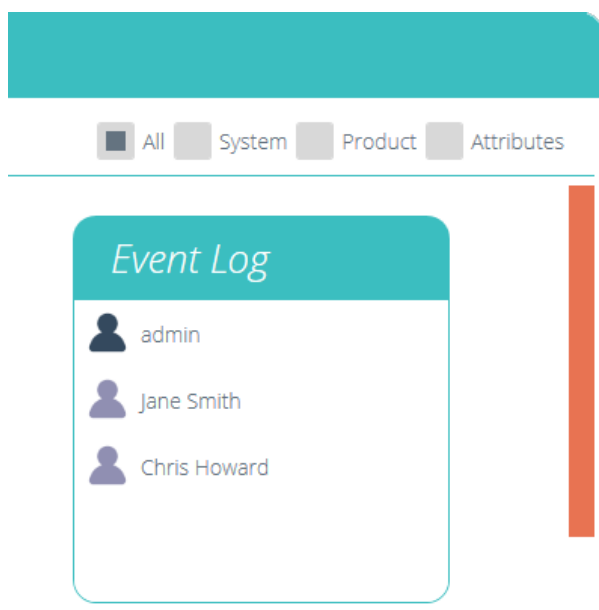 All System Product Attributes
Event Log
admin
Jane Smith
Chris Howard